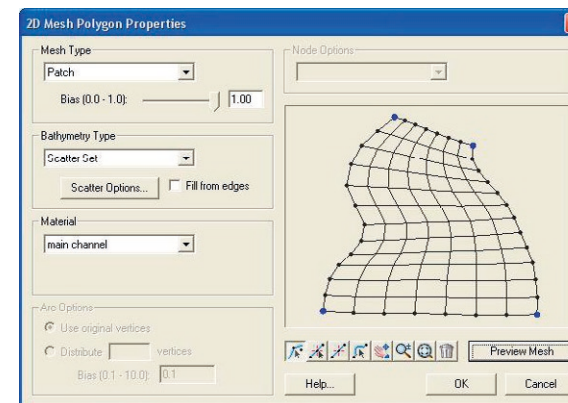 2D Mesh Polygon Properties
Mesh Type
Patch
Bias (0.0 - 1.0):
1.00
Bathymetry Type
Scatter Set
Scatter Options...
Fill from edges
Material
main channel
Arc Options
Use original vertices
Distribute
vertices
Bias (0.1 - 10.0):
0.1
Node Options
Preview Mesh
Help...
OK
Cancel